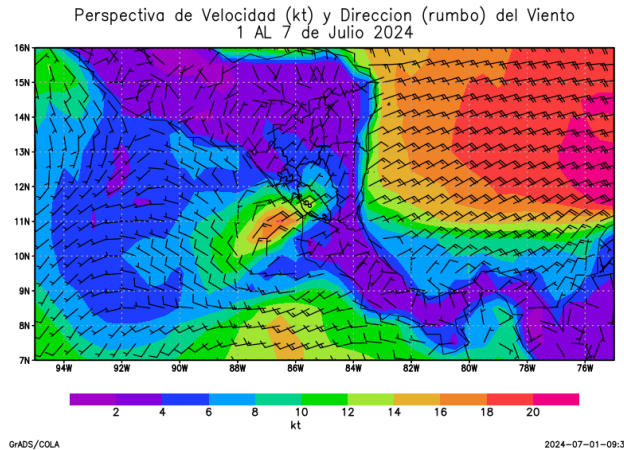 Perspectiva de Velocidad (kt) y Direccion (rumbo) del Viento
1 AL 7 de Julio 2024
16N
15N
14N
13N
12N
11N
10N
9N
8N
7N
94W 92W 90W 88W 86W 84W 82W 80W 78W 76W
2 4 6 8 10 12 14 16 18 20
kt
GrADS/COLA
2024-07-01-09:3